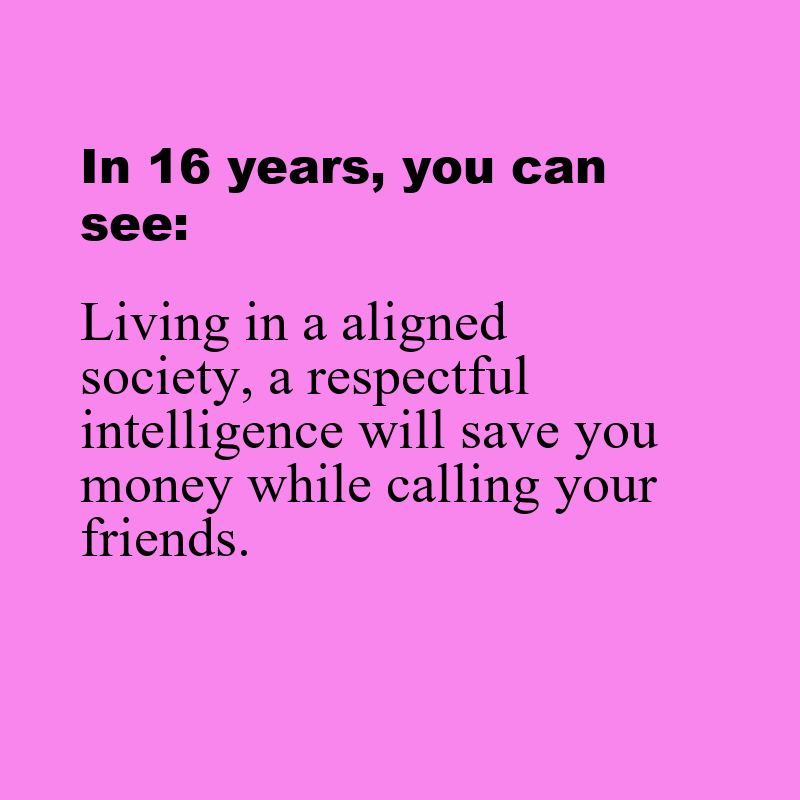 In 16 years, you can
see:
Living in a aligned
society, a respectful
intelligence will save you
money while calling your
friends.